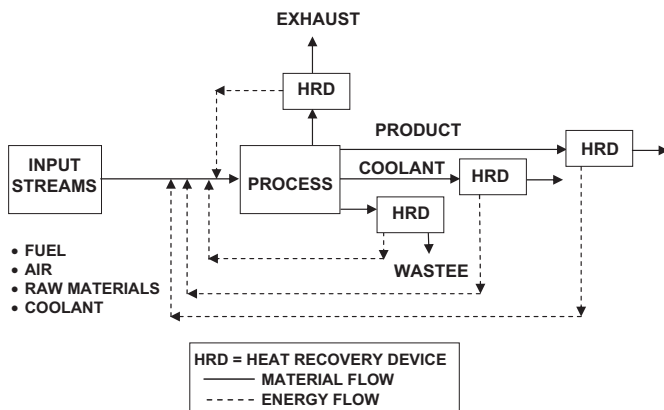 EXHAUST
HRD
PRODUCT
HRD
INPUT
STREAMS
PROCESS
COOLANT
HRD
HRD
WASTEE
• FUEL
• AIR
• RAW MATERIALS
• COOLANT
HRD = HEAT RECOVERY DEVICE
MATERIAL FLOW
ENERGY FLOW